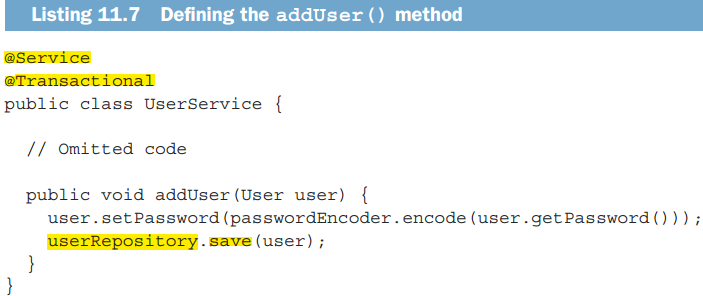 Listing 11.7 Defining the addUser() method
@Service
@Transactional
public class UserService {
// Omitted code
public void addUser(User user) {
user.setPassword(passwordEncoder.encode(user.getPassword()));
userRepository.save(user);
}
}